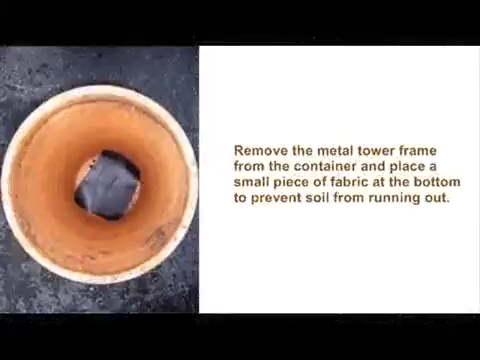 Remove the metal tower frame
from the container and place a
small piece of fabric at the bottom
to prevent soil from running out.